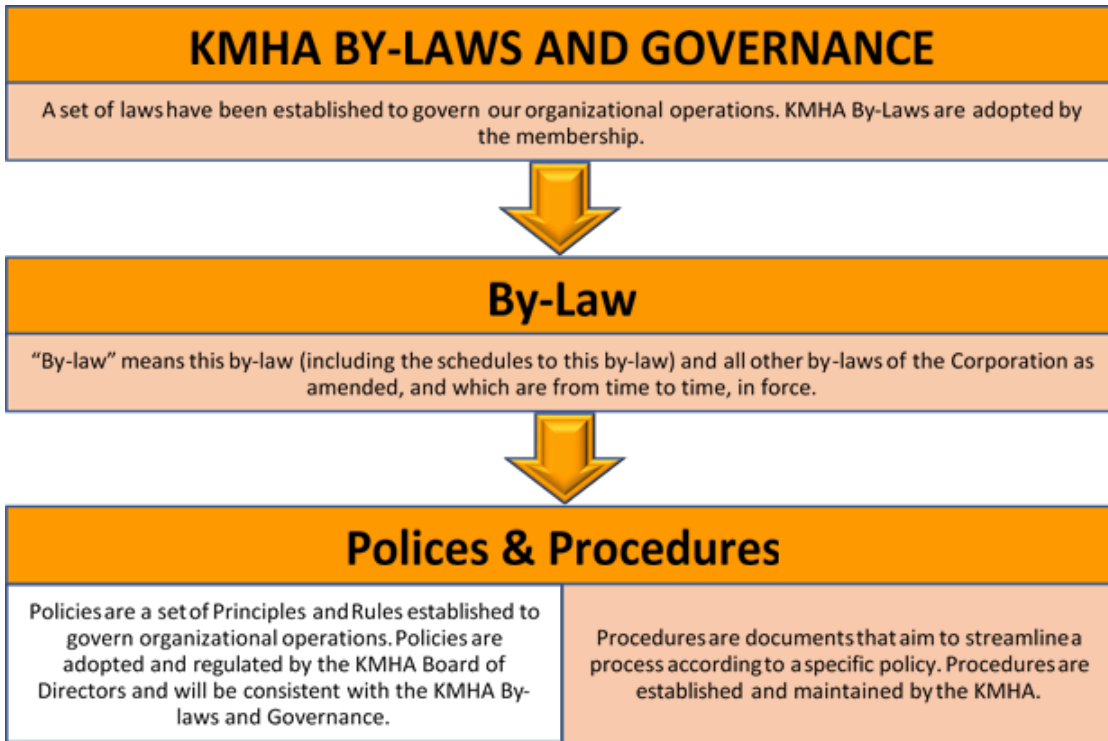 KMHA BY-LAWS AND GOVERNANCE
A set of laws have been established to govern our organizational operations. KMHA By-Laws are adopted by
the membership.
By-Law
“By-law” means this by-law (including the schedules to this by-law) and all other by-laws of the Corporation as
amended, and which are from time to time, in force.
Polices & Procedures
Policies are a set of Principles and Rules established to
govern organizational operations. Policies are
adopted and regulated by the KMHA Board of
Directors and will be consistent with the KMHA By-
laws and Governance.
Procedures are documents that aim to streamline a
process according to a specific policy. Procedures are
established and maintained by the KMHA.